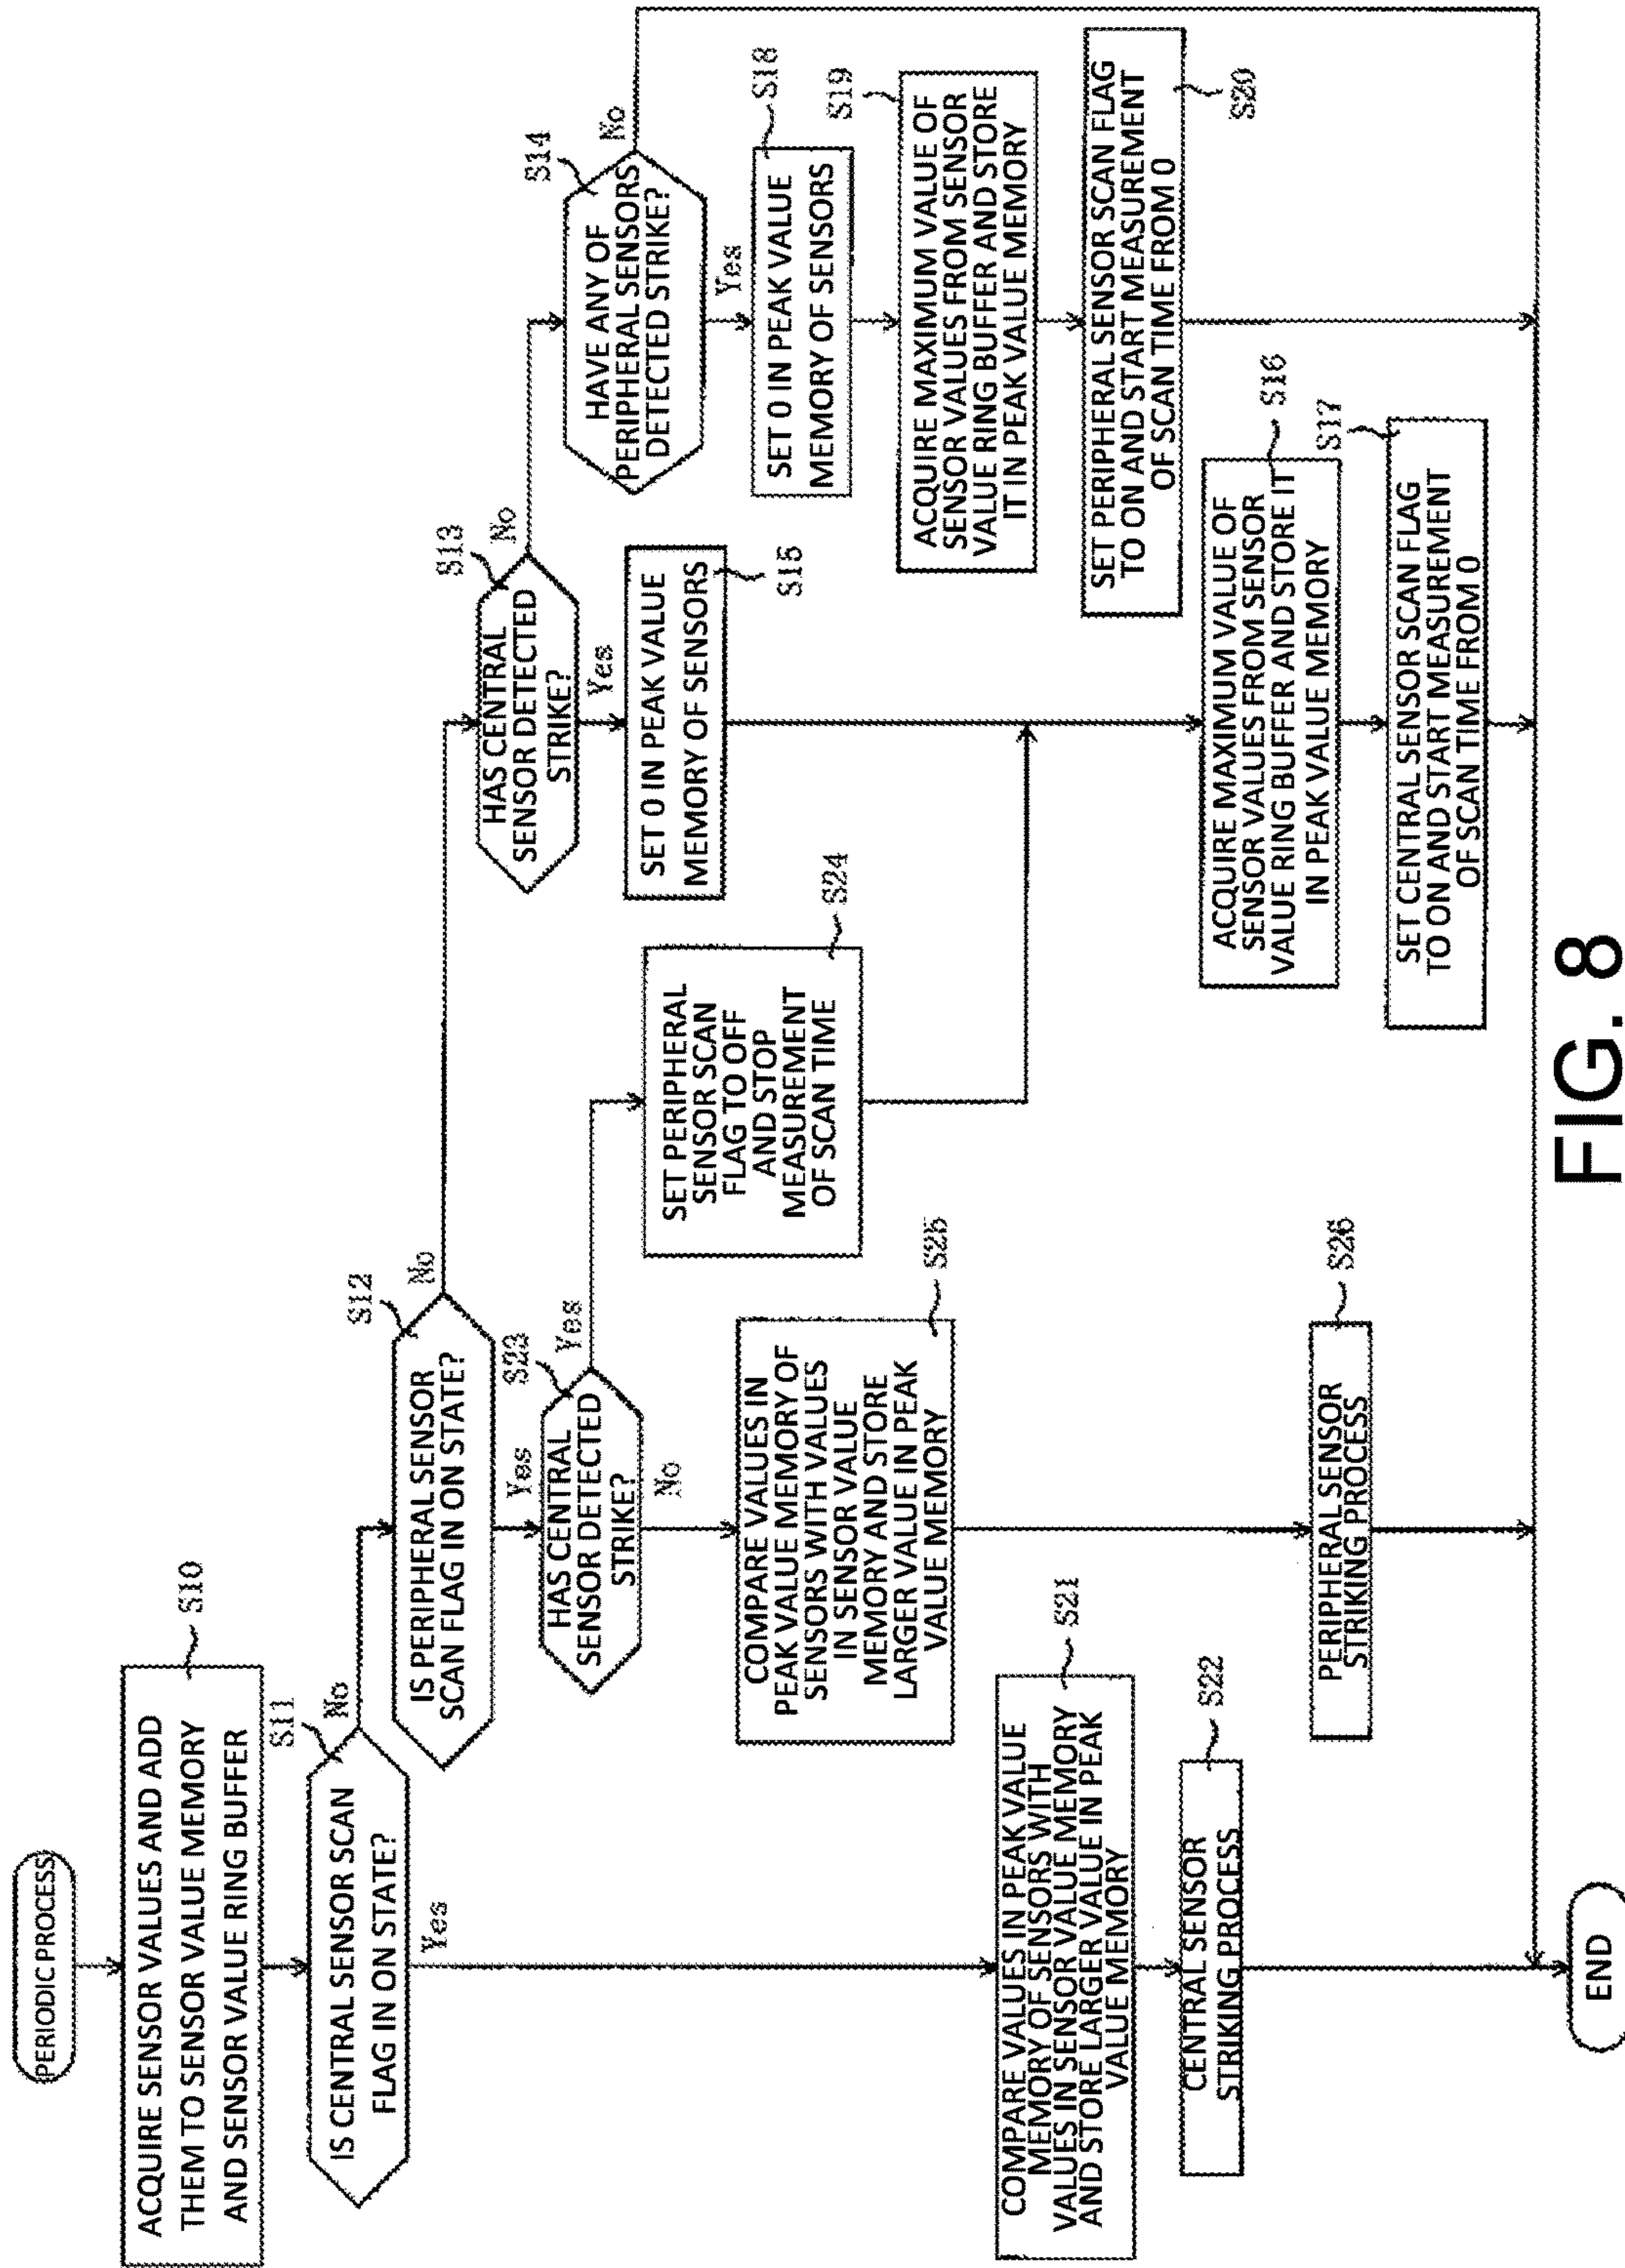 PERIODIC PROCESS
S10
ACQUIRE SENSOR VALUES AND ADD
THEM TO SENSOR VALUE MEMORY
AND SENSOR VALUE RING BUFFER
S11
IS CENTRAL SENSOR SCAN
FLAG IN ON STATE?
No
Yes
S12
IS PERIPHERAL SENSOR
SCAN FLAG IN ON STATE?
No
Yes
S13
HAS CENTRAL
SENSOR DETECTED
STRIKE?
No
Yes
S14
HAVE ANY OF
PERIPHERAL SENSORS
DETECTED STRIKE?
No
Yes
S23
HAS CENTRAL
SENSOR DETECTED
STRIKE?
Yes
No
S24
SET PERIPHERAL
SENSOR SCAN
FLAG TO OFF
AND STOP
MEASUREMENT
OF SCAN TIME
S15
SET 0 IN PEAK VALUE
MEMORY OF SENSORS
S18
SET 0 IN PEAK VALUE
MEMORY OF SENSORS
S19
ACQUIRE MAXIMUM VALUE OF
SENSOR VALUES FROM SENSOR
VALUE RING BUFFER AND STORE
IT IN PEAK VALUE MEMORY
S20
SET PERIPHERAL SENSOR SCAN FLAG
TO ON AND START MEASUREMENT
OF SCAN TIME FROM 0
S25
COMPARE VALUES IN
PEAK VALUE MEMORY OF
SENSORS WITH VALUES
IN SENSOR VALUE
MEMORY AND STORE
LARGER VALUE IN PEAK
VALUE MEMORY
S21
COMPARE VALUES IN PEAK VALUE
MEMORY OF SENSORS WITH
VALUES IN SENSOR VALUE MEMORY
AND STORE LARGER VALUE IN PEAK
VALUE MEMORY
S22
CENTRAL SENSOR
STRIKING PROCESS
S26
PERIPHERAL SENSOR
STRIKING PROCESS
S16
ACQUIRE MAXIMUM VALUE OF
SENSOR VALUES FROM SENSOR
VALUE RING BUFFER AND STORE IT
IN PEAK VALUE MEMORY
S17
SET CENTRAL SENSOR SCAN FLAG
TO ON AND START MEASUREMENT
OF SCAN TIME FROM 0
END
FIG. 8